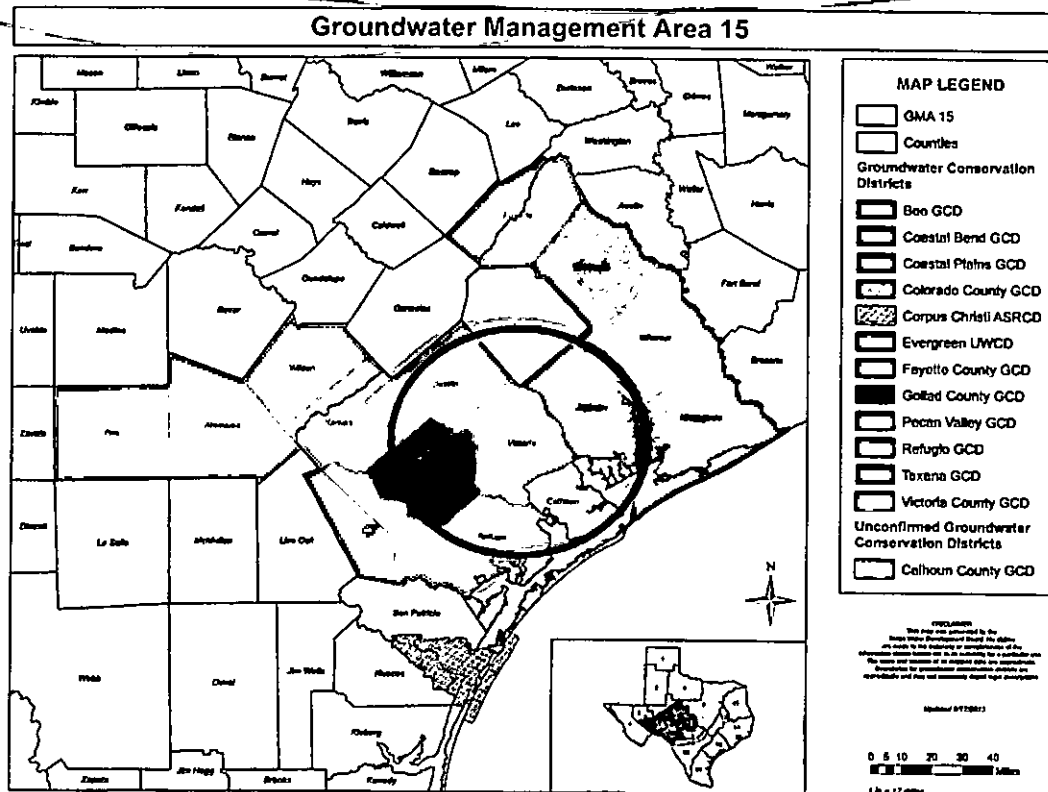 Groundwater Management Area 15
MAP LEGEND
GMA 15
Counties
Groundwater Conservation
Districts
Bee GCD
Coastal Bend GCD
Coastal Plains GCD
Colorado County GCD
Corpus Christi ASRCD
Evergreen UWCD
Fayette County GCD
Goliad County GCD
Pecan Valley GCD
Refugio GCD
Texana GCD
Victoria County GCD
Unconfirmed Groundwater
Conservation Districts
Calhoun County GCD
Mason
Llano
Burnet
Williamson
Milam
Burleson
Grimes
Walker
Kimble
Gillespie
Blanco
Travis
Lee
Washington
Montgomery
Kerr
Kendall
Hays
Bastrop
Austin
Waller
Harris
Bandera
Comal
Caldwell
Guadalupe
Gonzales
Fort Bend
Uvalde
Medina
Bexar
Wilson
Wharton
Brazoria
Zavala
Frio
Atascosa
Karnes
Victoria
Jackson
Matagorda
Calhoun
Dimmit
La Salle
McMullen
Live Oak
Refugio
San Patricio
Webb
Duval
Jim Wells
Nueces
Kleberg
Zapata
Jim Hogg
Brooks
Kenedy
N
DISCLAIMER
0 5 10 20 30 40
Miles